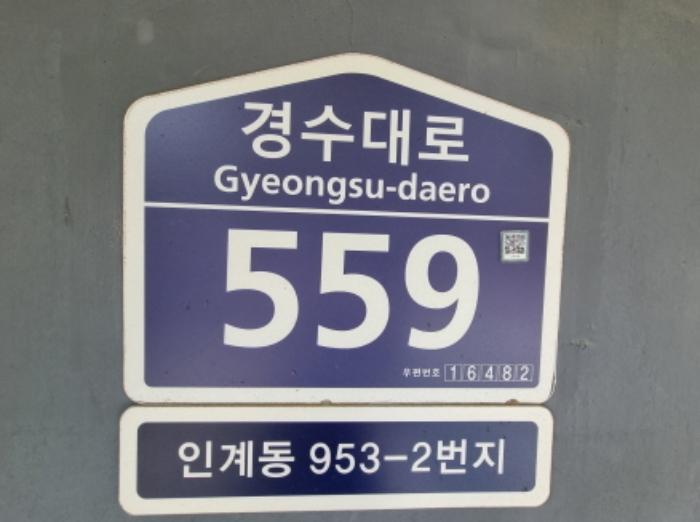 경수대로
Gyeongsu-daero
559
우편번호 16482
인계동 953-2번지